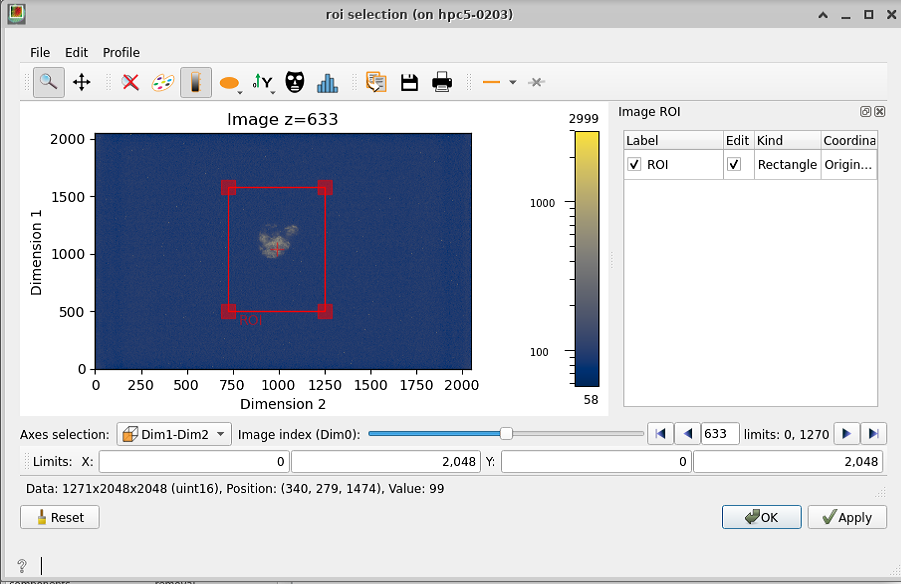 roi selection (on hpc5-0203)
File Edit Profile
Image z=633
2000
1500
1000
500
0
Dimension 1
0 250 500 750 1000 1250 1500 1750 2000
Dimension 2
ROI
2999
1000
100
58
Image ROI
Label Edit Kind Coordina
ROI Rectangle Origin...
Axes selection: Dim1-Dim2 Image index (Dim0): 633 limits: 0, 1270
Limits: X: 0 2,048 Y: 0 2,048
Data: 1271x2048x2048 (uint16), Position: (340, 279, 1474), Value: 99
Reset OK Apply
?